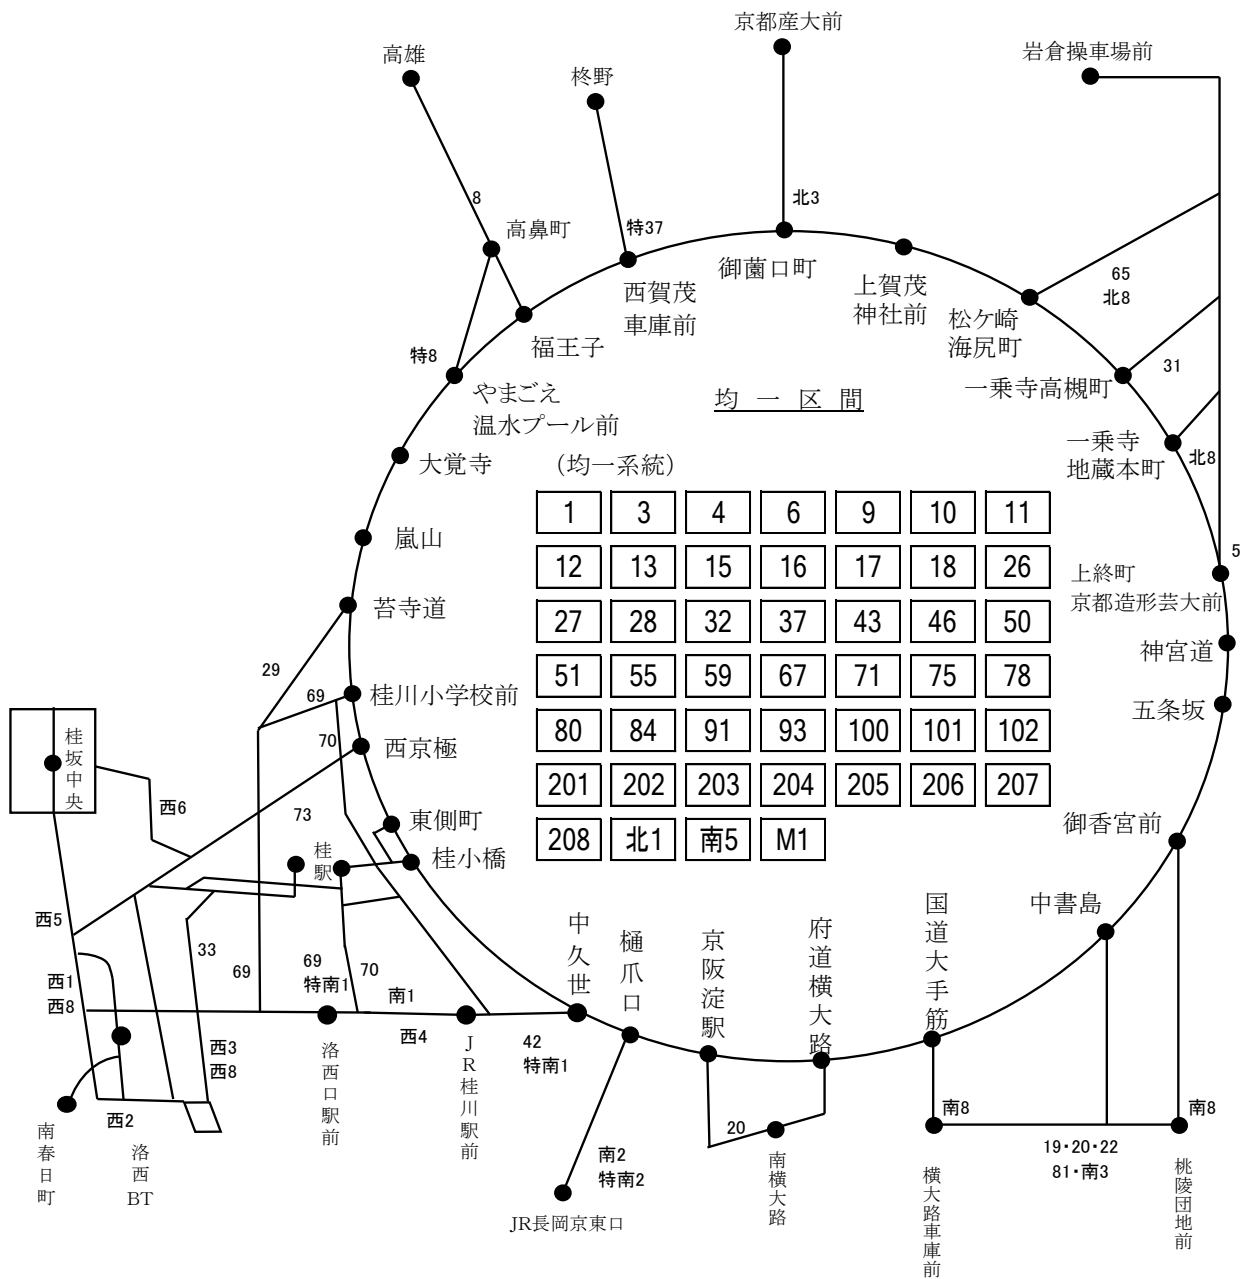 京都産大前
高雄
岩倉操車場前
柊野
8
北3
特37
高鼻町
御薗口町
上賀茂
神社前
65
北8
西賀茂
車庫前
松ケ崎
海尻町
福王子
特8
31
一乗寺高槻町
やまごえ
温水プール前
均一区間
一乗寺
地蔵本町
北8
大覚寺
(均一系統)
1 3 4 6 9 10 11
嵐山
12 13 15 16 17 18 26
5
上終町
京都造形芸大前
苔寺道
27 28 32 37 43 46 50
神宮道
29
51 55 59 67 71 75 78
69
桂川小学校前
五条坂
桂坂中央
70
西京極
80 84 91 93 100 101 102
西6
73
201 202 203 204 205 206 207
東側町
御香宮前
桂駅
桂小橋
208 北1 南5 M1
西5
33
中久世
樋爪口
京阪淀駅
府道横大路
国道大手筋
中書島
西1
西8
69
69
特南1
70
南1
西4
42
特南1
西3
西8
洛西口駅前
JR桂川駅前
西2
南春日町
洛西
BT
南2
特南2
JR長岡京東口
20
南横大路
南8
横大路車庫前
19・20・22
81・南3
南8
桃陵団地前